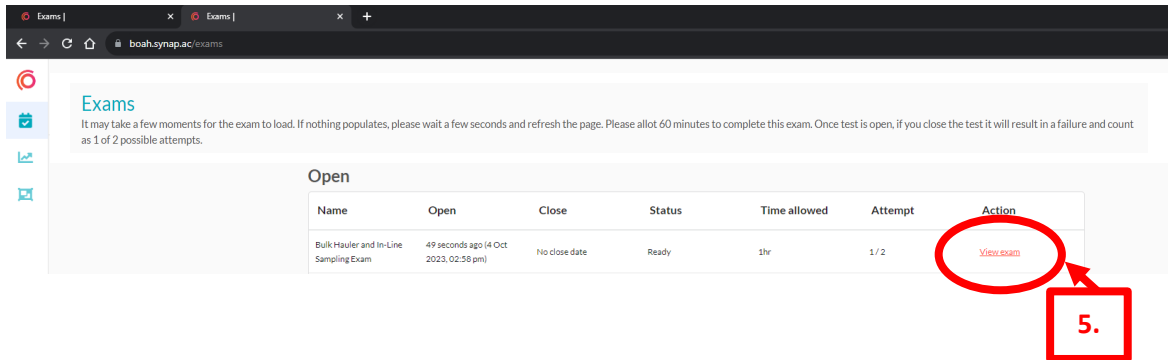 Exams |
Exams |
boah.synap.ac/exams
Exams
It may take a few moments for the exam to load. If nothing populates, please wait a few seconds and refresh the page. Please allot 60 minutes to complete this exam. Once test is open, if you close the test it will result in a failure and count
as 1 of 2 possible attempts.
Open
Name Open Close Status Time allowed Attempt Action
Bulk Hauler and In-Line Sampling Exam 49 seconds ago (4 Oct 2023, 02:58 pm) No close date Ready 1hr 1 / 2 View exam
5.